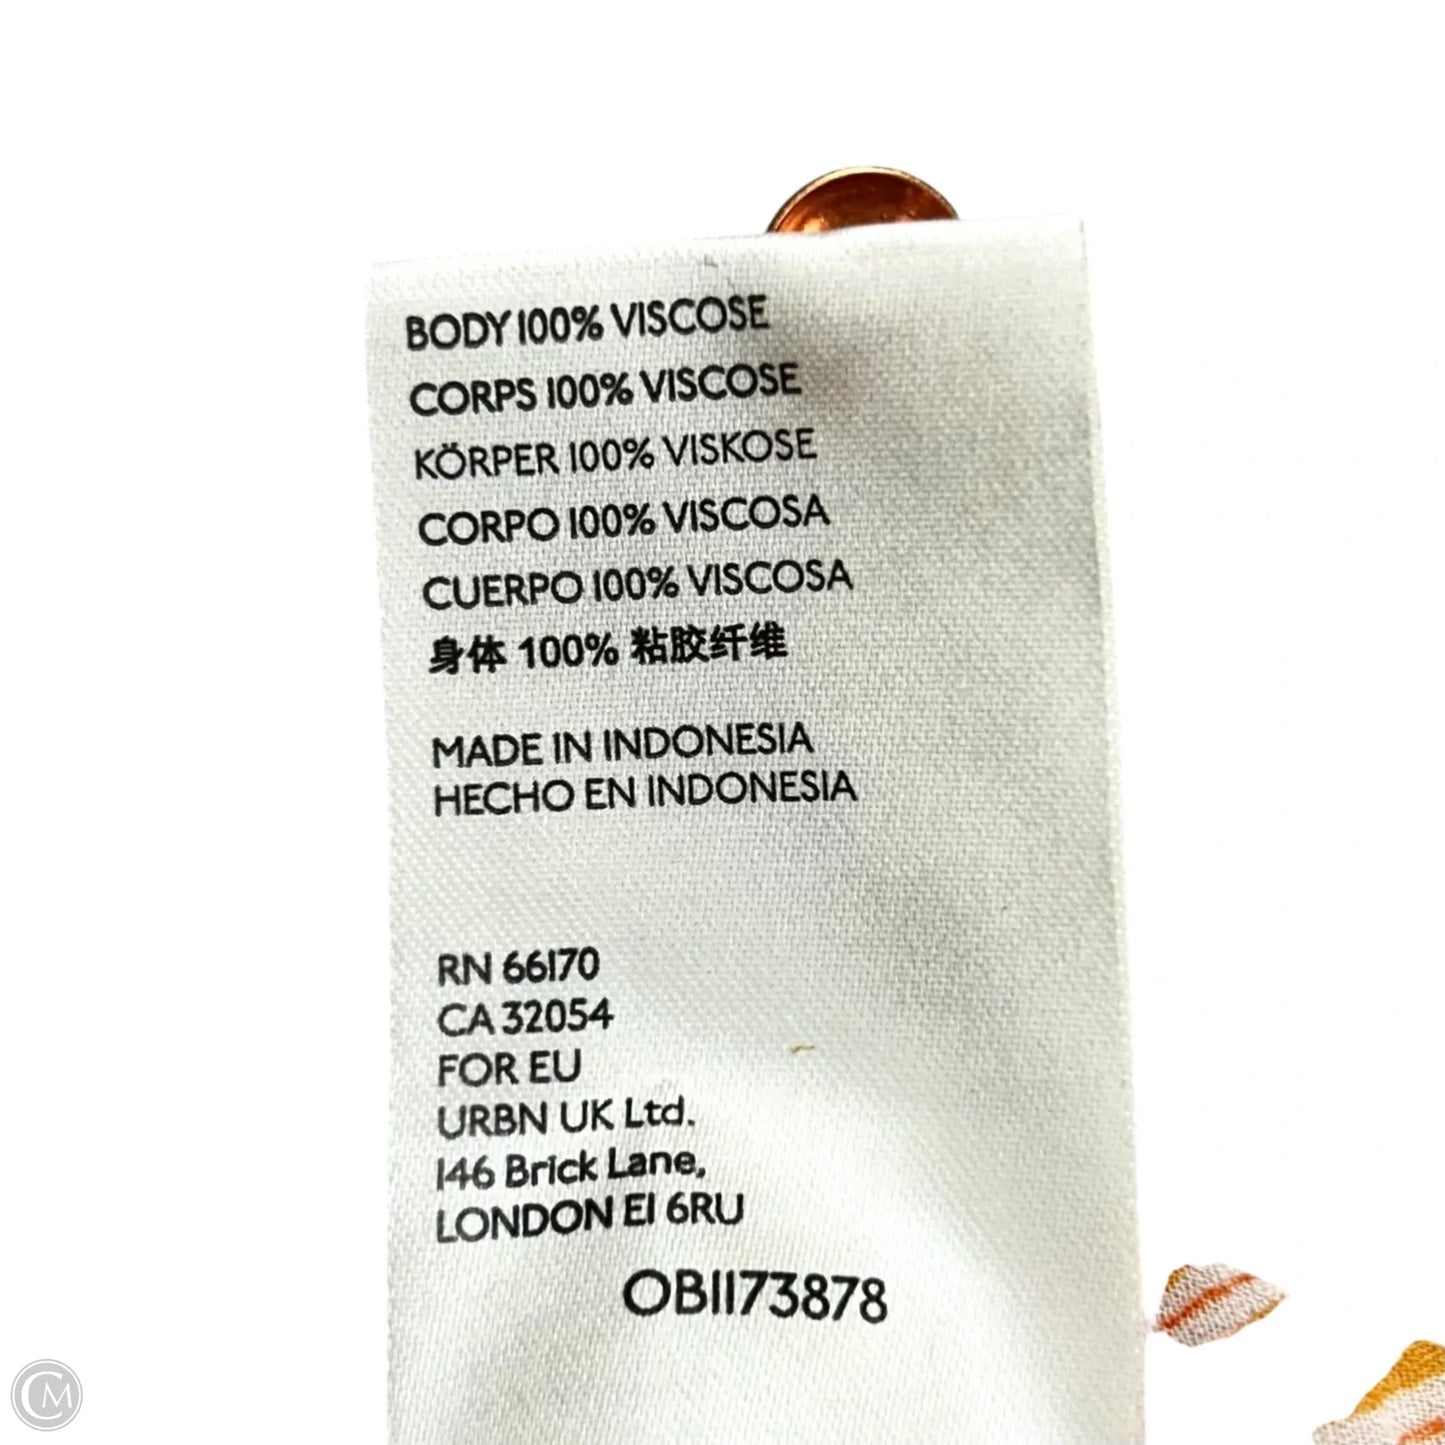 BODY 100% VISCOSE
CORPS 100% VISCOSE
KÖRPER 100% VISKOSE
CORPO 100% VISCOSA
CUERPO 100% VISCOSA
身体 100% 粘胶纤维
MADE IN INDONESIA
HECHO EN INDONESIA
RN 66170
CA 32054
FOR EU
URBN UK Ltd.
146 Brick Lane,
LONDON E1 6RU
OB1173878
CM